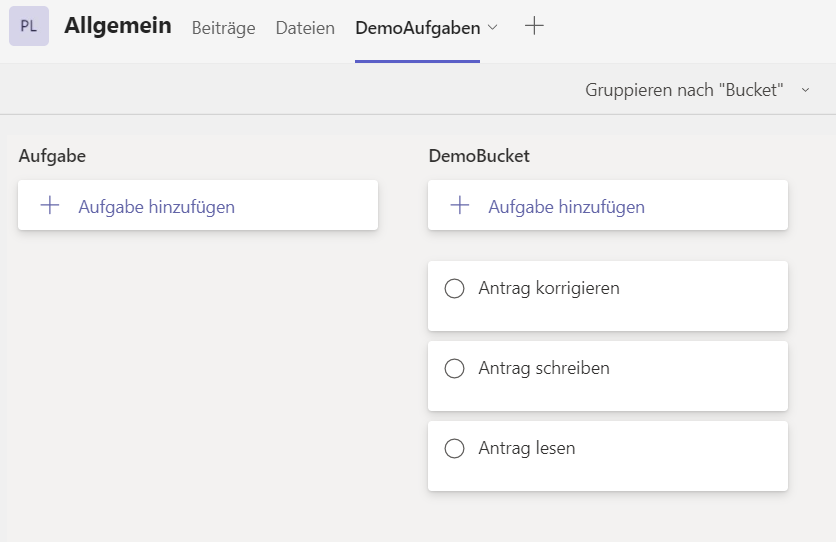 PL Allgemein Beiträge Dateien DemoAufgaben
Gruppieren nach "Bucket"
Aufgabe
Aufgabe hinzufügen
DemoBucket
Aufgabe hinzufügen
Antrag korrigieren
Antrag schreiben
Antrag lesen